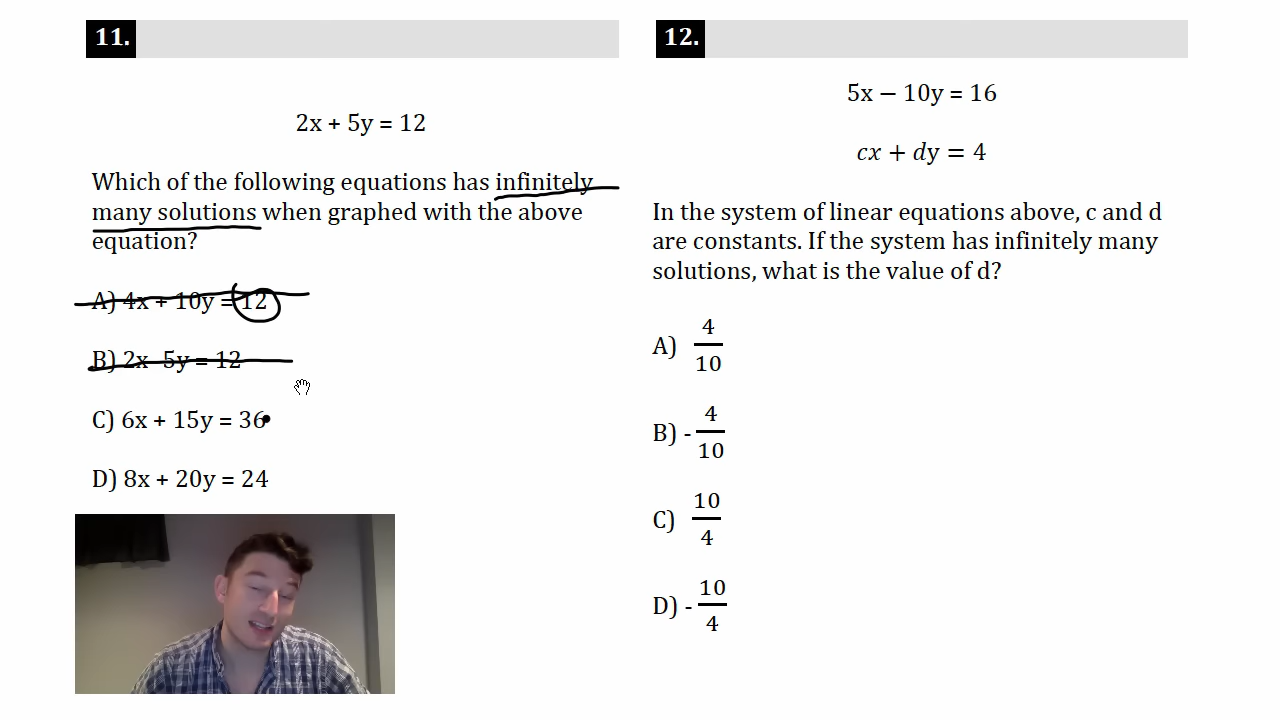 11.
2x + 5y = 12
Which of the following equations has infinitely
many solutions when graphed with the above
equation?
A) 4x + 10y = 12
B) 2x - 5y = 12
C) 6x + 15y = 36
D) 8x + 20y = 24
12.
5x − 10y = 16
cx + dy = 4
In the system of linear equations above, c and d
are constants. If the system has infinitely many
solutions, what is the value of d?
A) 4/10
B) - 4/10
C) 10/4
D) - 10/4